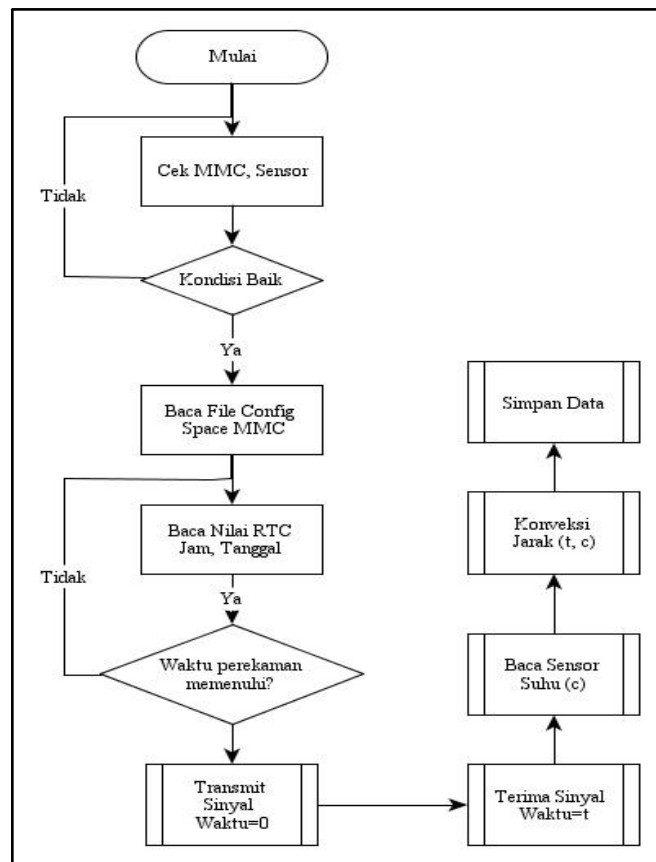 Mulai
Cek MMC, Sensor
Tidak
Kondisi Baik
Ya
Baca File Config
Space MMC
Baca Nilai RTC
Jam, Tanggal
Tidak
Ya
Waktu perekaman
memenuhi?
Transmit
Sinyal
Waktu=0
Terima Sinyal
Waktu=t
Baca Sensor
Suhu (c)
Konveksi
Jarak (t, c)
Simpan Data